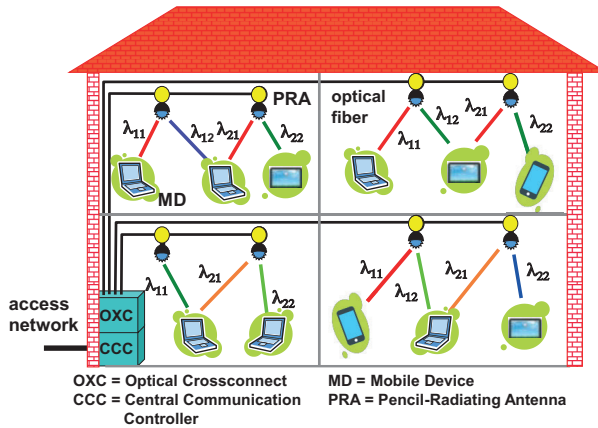 PRA
optical
fiber
λ11
λ12
λ21
λ22
MD
λ11
λ12
λ21
λ22
λ11
λ21
λ22
λ11
λ12
λ21
λ22
access
network
OXC
CCC
OXC = Optical Crossconnect
CCC = Central Communication
Controller
MD = Mobile Device
PRA = Pencil-Radiating Antenna